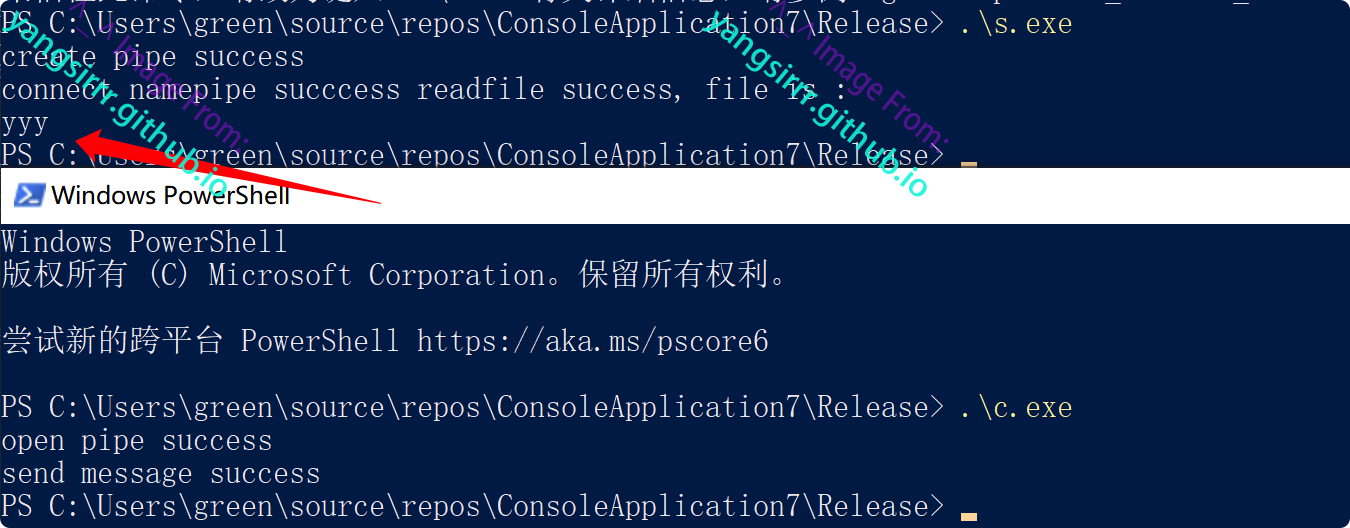 PS C:\Users\green\source\repos\ConsoleApplication7\Release> .\s.exe
create pipe success
connect namepipe succcess readfile success, file is :
yyy
PS C:\Users\green\source\repos\ConsoleApplication7\Release>
^_^ Image From:
yangsirr.github.io
^_^ Image From:
yangsirr.github.io
Windows PowerShell
Windows PowerShell
版权所有 (C) Microsoft Corporation。保留所有权利。
尝试新的跨平台 PowerShell https://aka.ms/pscore6
PS C:\Users\green\source\repos\ConsoleApplication7\Release> .\c.exe
open pipe success
send message success
PS C:\Users\green\source\repos\ConsoleApplication7\Release>